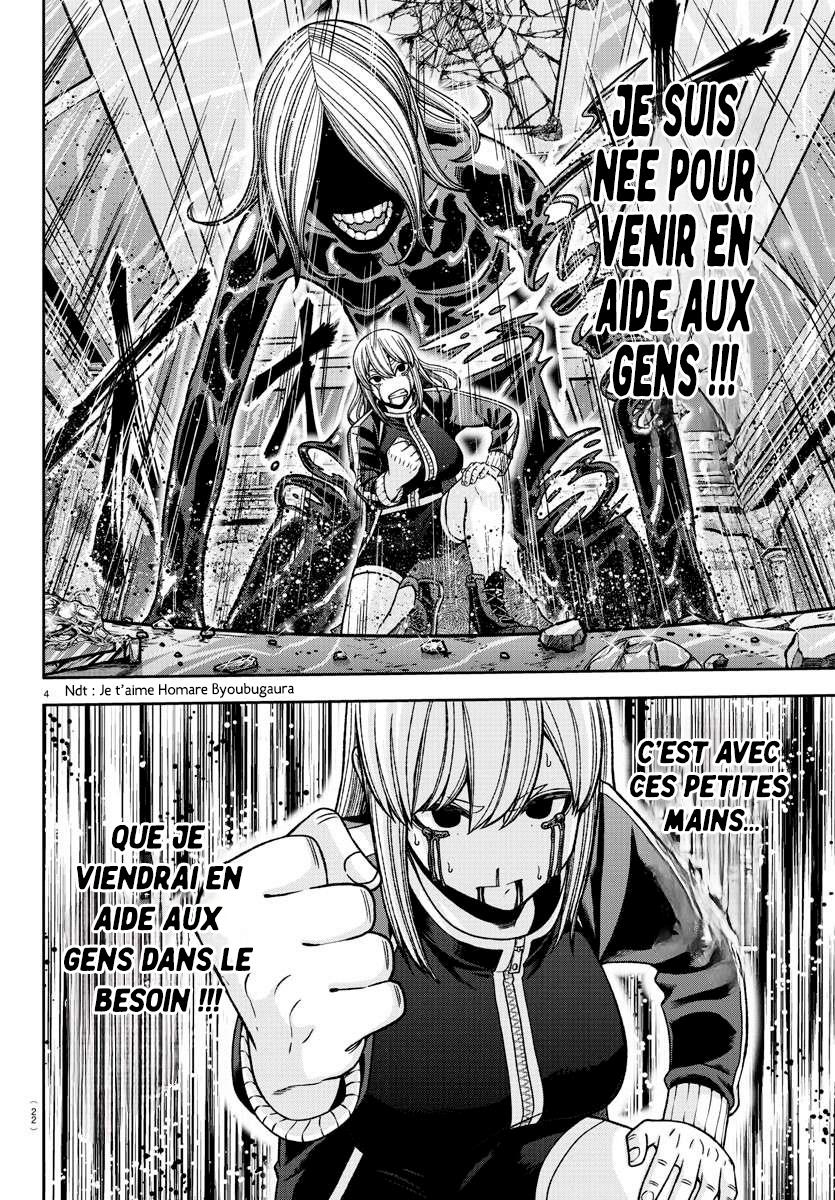 JE SUIS
NÉE POUR
VENIR EN
AIDE AUX
GENS !!!
4
Ndt : Je t'aime Homare Byoubugaura
C'EST AVEC
CES PETITES
MAINS...
QUE JE
VIENDRAI EN
AIDE AUX
GENS DANS LE
BESOIN !!!
(22)